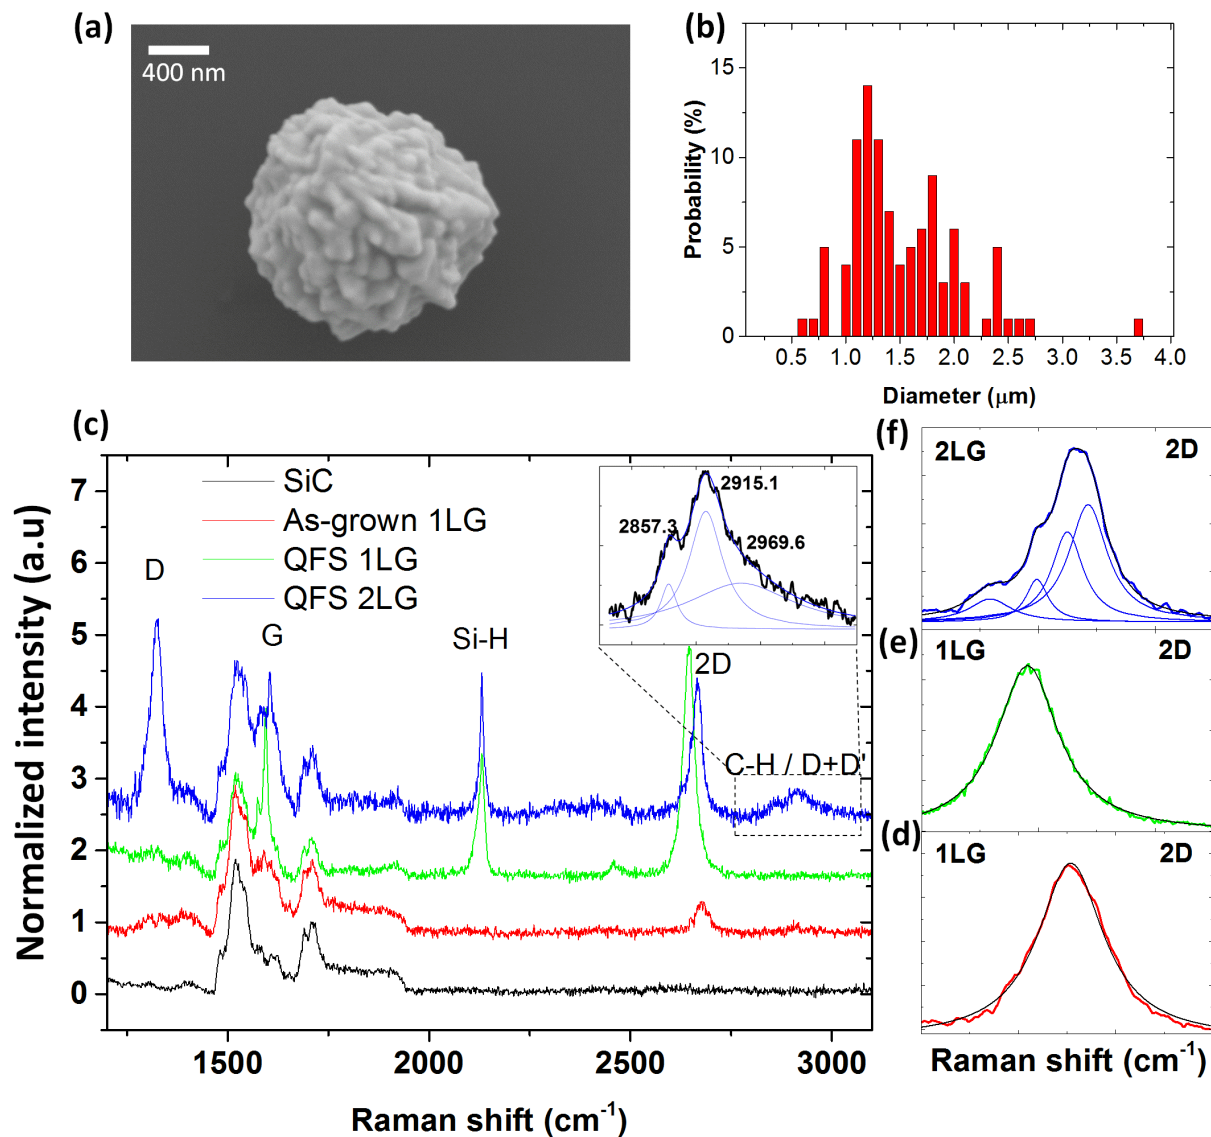 (a)
400 nm
(b)
Probability (%)
15
10
5
0
0.5 1.0 1.5 2.0 2.5 3.0 3.5 4.0
Diameter (μm)
(c)
Normalized intensity (a.u)
7
6
5
4
3
2
1
0
SiC
As-grown 1LG
QFS 1LG
QFS 2LG
D
G
Si-H
2D
C-H / D+D'
2857.3
2915.1
2969.6
1500 2000 2500 3000
Raman shift (cm⁻¹)
(f)
2LG 2D
(e)
1LG 2D
(d)
1LG 2D
Raman shift (cm⁻¹)